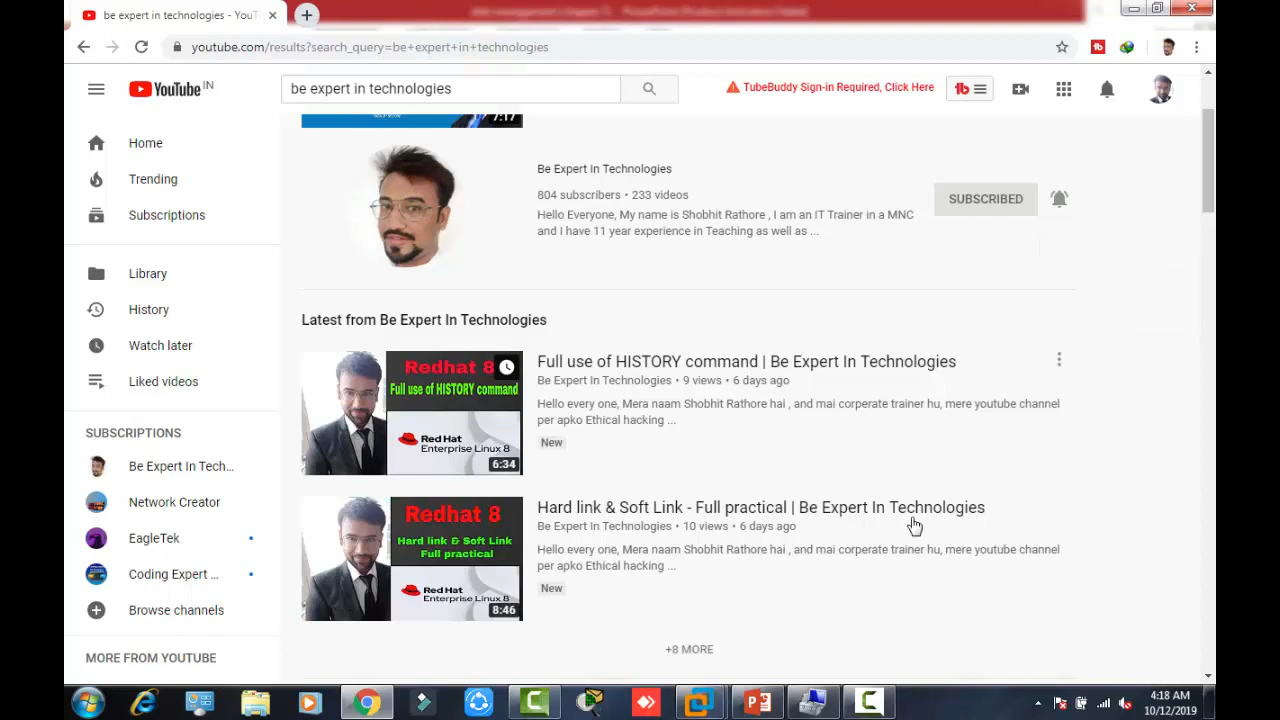 be expert in technologies - YouT
youtube.com/results?search_query=be+expert+in+technologies
YouTube IN
be expert in technologies
TubeBuddy Sign-in Required, Click Here
tb
7:17
Home
Trending
Subscriptions
Library
History
Watch later
Liked videos
SUBSCRIPTIONS
Be Expert In Tech...
Network Creator
EagleTek
Coding Expert ...
Browse channels
MORE FROM YOUTUBE
Be Expert In Technologies
804 subscribers • 233 videos
Hello Everyone, My name is Shobhit Rathore , I am an IT Trainer in a MNC
and I have 11 year experience in Teaching as well as ...
SUBSCRIBED
Latest from Be Expert In Technologies
Redhat 8
Full use of HISTORY command
Red Hat
Enterprise Linux 8
6:34
Full use of HISTORY command | Be Expert In Technologies
Be Expert In Technologies • 9 views • 6 days ago
Hello every one, Mera naam Shobhit Rathore hai , and mai corperate trainer hu, mere youtube channel
per apko Ethical hacking ...
New
Redhat 8
Hard link & Soft Link
Full practical
Red Hat
Enterprise Linux 8
8:46
Hard link & Soft Link - Full practical | Be Expert In Technologies
Be Expert In Technologies • 10 views • 6 days ago
Hello every one, Mera naam Shobhit Rathore hai , and mai corperate trainer hu, mere youtube channel
per apko Ethical hacking ...
New
+8 MORE
4:18 AM
10/12/2019